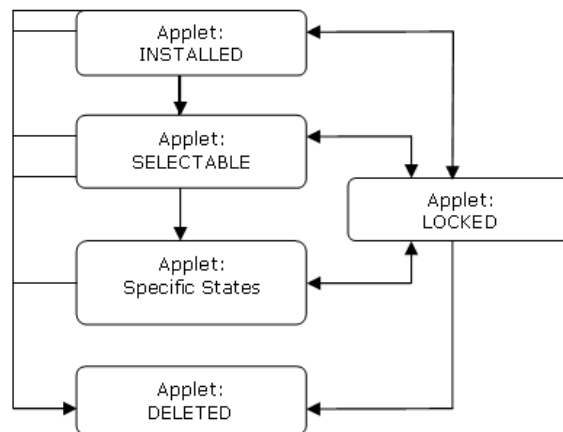 Applet:
INSTALLED
Applet:
SELECTABLE
Applet:
LOCKED
Applet:
Specific States
Applet:
DELETED